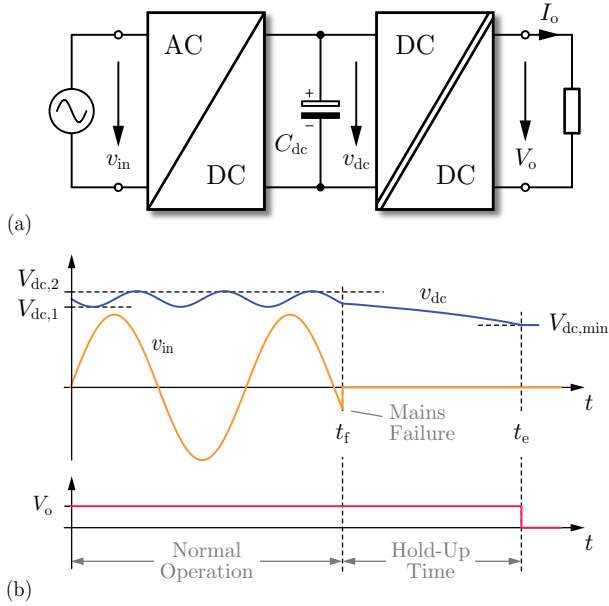 AC
DC
+
−
C_dc
v_in
v_dc
DC
DC
I_o
V_o
(a)
V_dc,2
V_dc,1
v_in
v_dc
V_dc,min
t
Mains
Failure
t_f
t_e
V_o
t
Normal
Operation
Hold-Up
Time
(b)